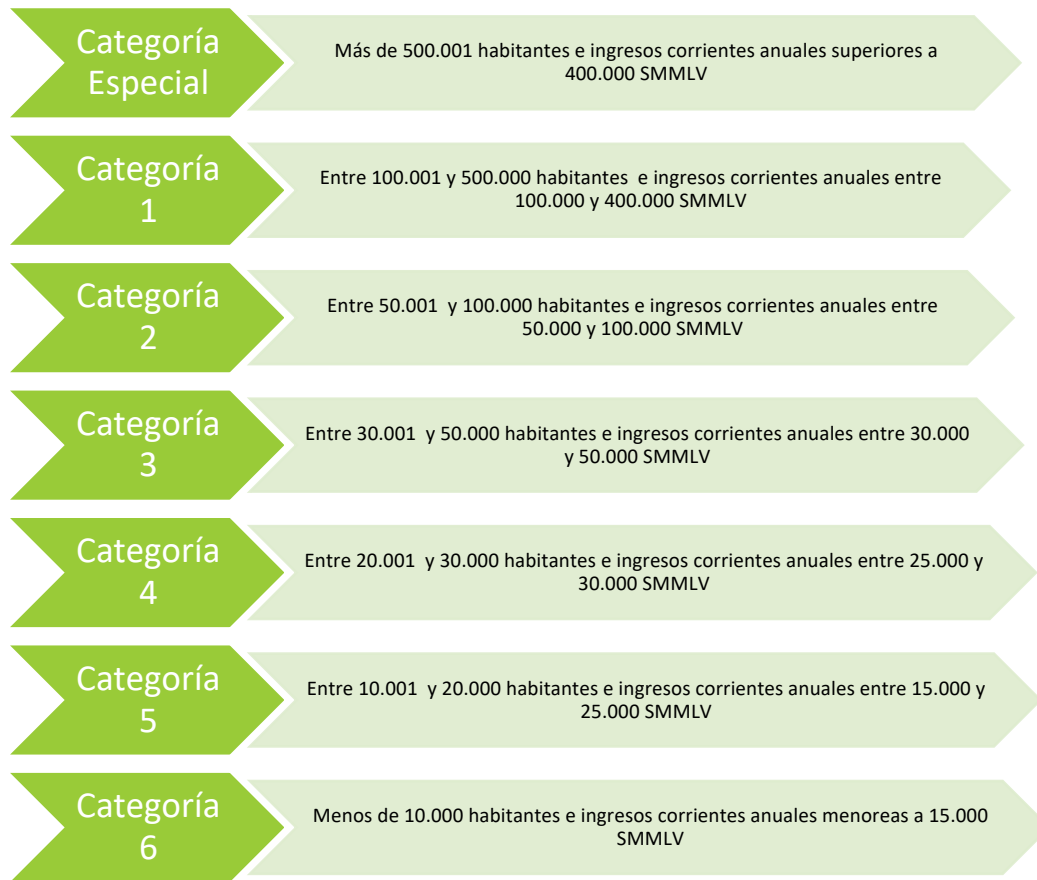 Categoría
Especial
Más de 500.001 habitantes e ingresos corrientes anuales superiores a
400.000 SMMLV
Categoría
1
Entre 100.001 y 500.000 habitantes e ingresos corrientes anuales entre
100.000 y 400.000 SMMLV
Categoría
2
Entre 50.001 y 100.000 habitantes e ingresos corrientes anuales entre
50.000 y 100.000 SMMLV
Categoría
3
Entre 30.001 y 50.000 habitantes e ingresos corrientes anuales entre 30.000
y 50.000 SMMLV
Categoría
4
Entre 20.001 y 30.000 habitantes e ingresos corrientes anuales entre 25.000 y
30.000 SMMLV
Categoría
5
Entre 10.001 y 20.000 habitantes e ingresos corrientes anuales entre 15.000 y
25.000 SMMLV
Categoría
6
Menos de 10.000 habitantes e ingresos corrientes anuales menoreas a 15.000
SMMLV